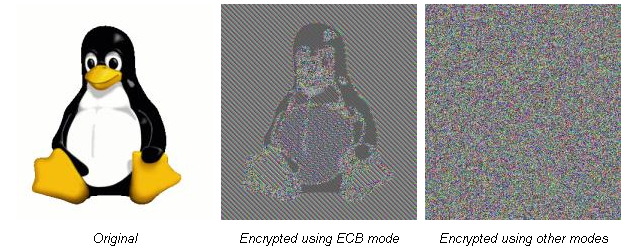 Original
Encrypted using ECB mode
Encrypted using other modes